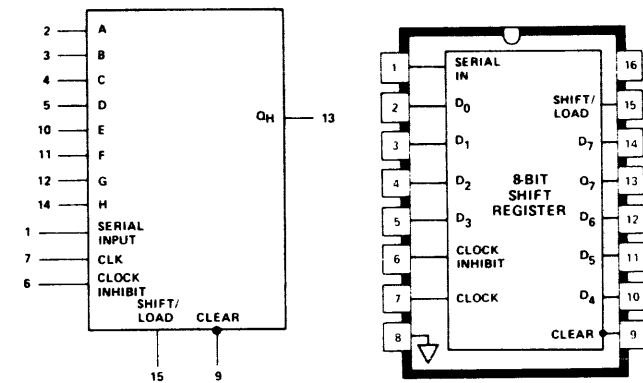 2 A
3 B
4 C
5 D
10 E
11 F
12 G
14 H
1 SERIAL
INPUT
7 CLK
6 CLOCK
INHIBIT
QH 13
SHIFT/
LOAD
CLEAR
15
9
1 SERIAL
IN
2 D0
3 D1
4 D2
5 D3
6 CLOCK
INHIBIT
7 CLOCK
8
8-BIT
SHIFT
REGISTER
16
SHIFT/
LOAD 15
D7 14
Q7 13
D6 12
D5 11
D4 10
CLEAR 9